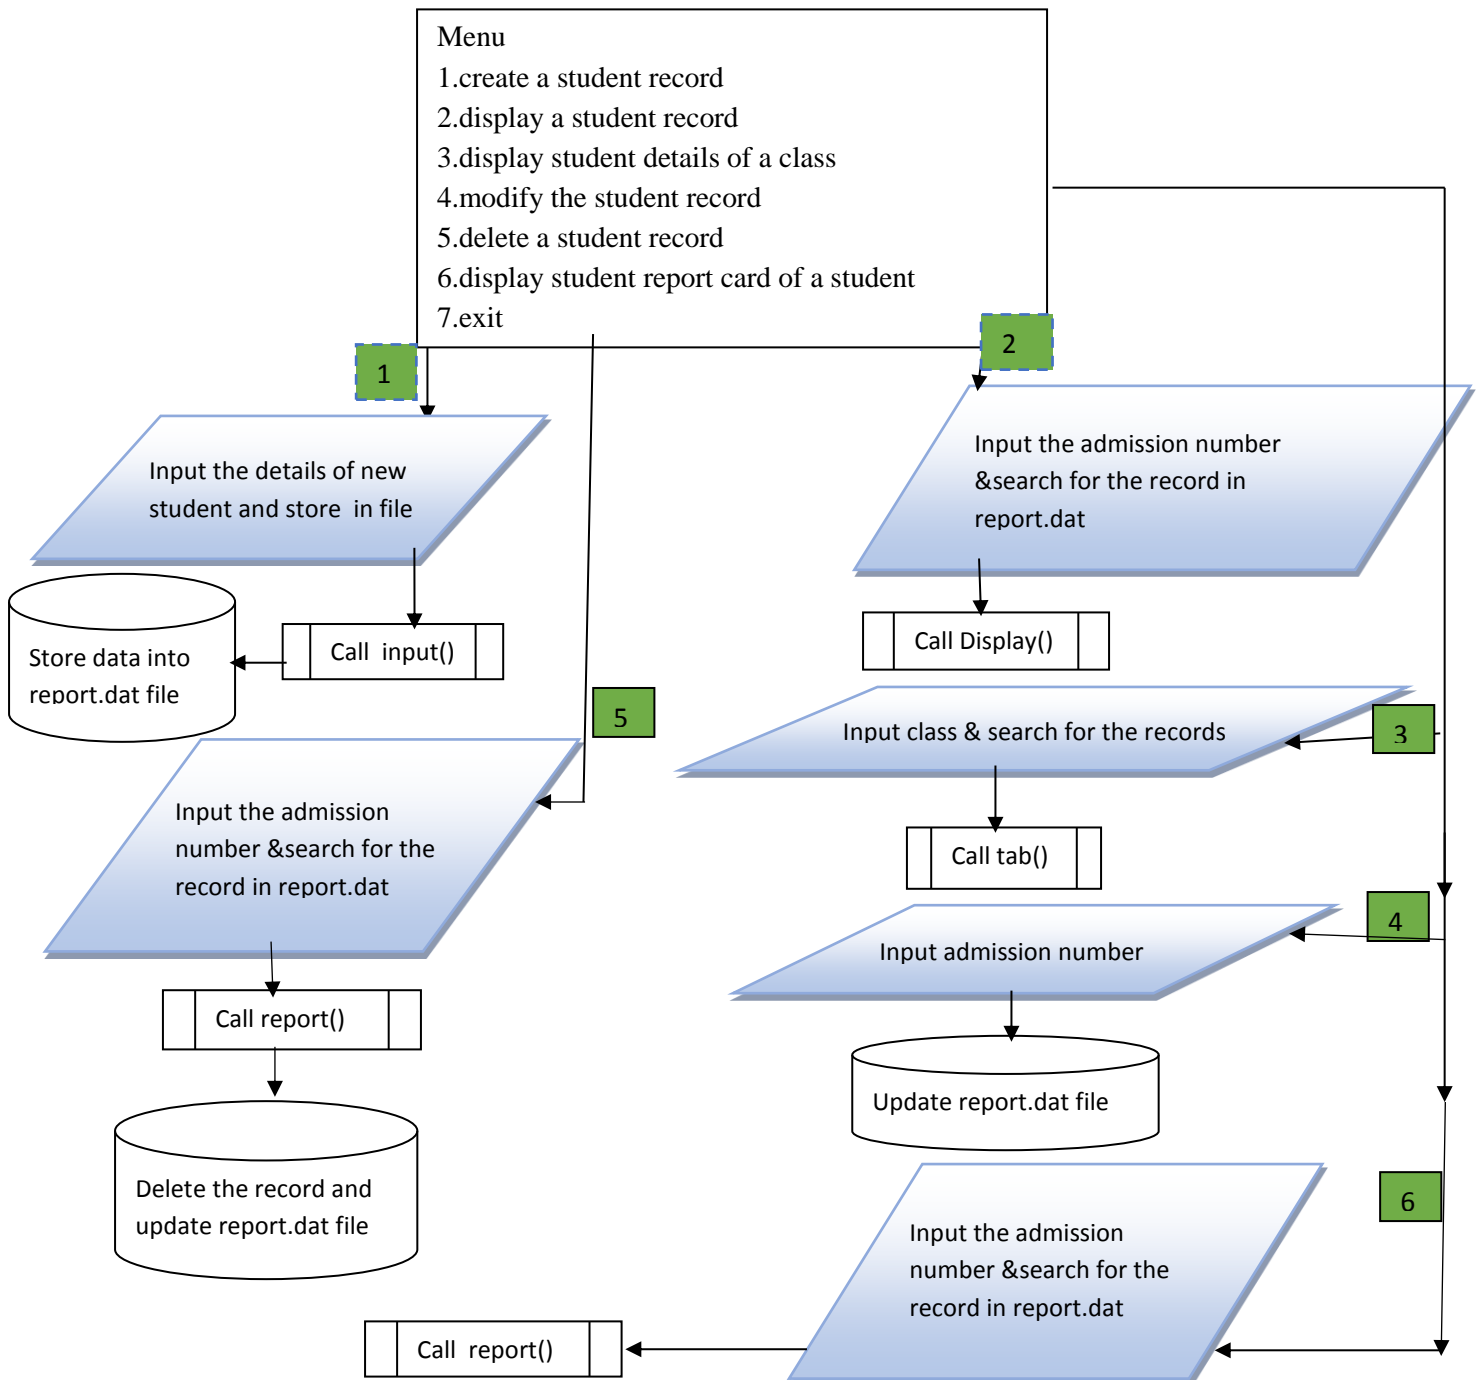 Menu
1.create a student record
2.display a student record
3.display student details of a class
4.modify the student record
5.delete a student record
6.display student report card of a student
7.exit
1
2
Input the details of new
student and store  in file
Input the admission number
&search for the record in
report.dat
Call  input()
Store data into
report.dat file
Call Display()
5
Input class & search for the records
3
Input the admission
number &search for the
record in report.dat
Call tab()
4
Input admission number
Call report()
Update report.dat file
Delete the record and
update report.dat file
6
Input the admission
number &search for the
record in report.dat
Call  report()